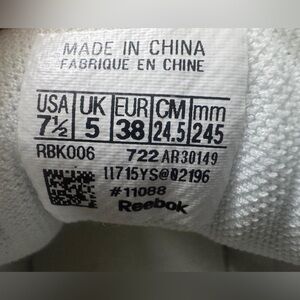 MADE IN CHINA
FABRIQUÉ EN CHINE
USA UK EUR CM mm
7½ 5 38 24.5 245
RBK006 722 AR30149
11715YS@02196
#11088
Reebok